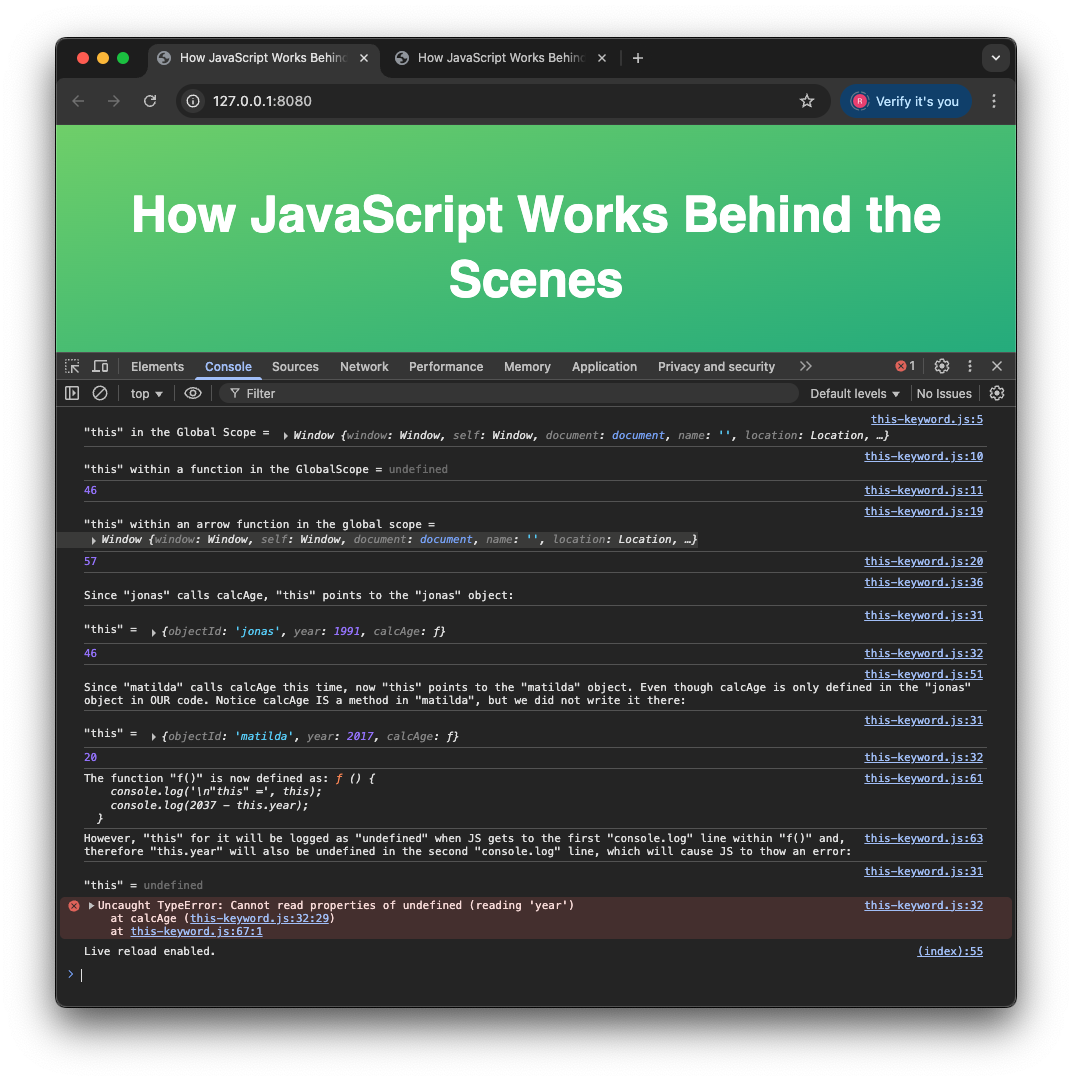 How JavaScript Works Behind
How JavaScript Works Behind
127.0.0.1:8080
R
Verify it's you
How JavaScript Works Behind the
Scenes
Elements
Console
Sources
Network
Performance
Memory
Application
Privacy and security
1
top
Filter
Default levels
No Issues
this-keyword.js:5
"this" in the Global Scope = Window {window: Window, self: Window, document: document, name: '', location: Location, …}
this-keyword.js:10
"this" within a function in the GlobalScope = undefined
46 this-keyword.js:11
this-keyword.js:19
"this" within an arrow function in the global scope =
Window {window: Window, self: Window, document: document, name: '', location: Location, …}
57 this-keyword.js:20
this-keyword.js:36
Since "jonas" calls calcAge, "this" points to the "jonas" object:
this-keyword.js:31
"this" = {objectId: 'jonas', year: 1991, calcAge: ƒ}
46 this-keyword.js:32
this-keyword.js:51
Since "matilda" calls calcAge this time, now "this" points to the "matilda" object. Even though calcAge is only defined in the "jonas"
object in OUR code. Notice calcAge IS a method in "matilda", but we did not write it there:
this-keyword.js:31
"this" = {objectId: 'matilda', year: 2017, calcAge: ƒ}
20 this-keyword.js:32
The function "f()" is now defined as: ƒ () { this-keyword.js:61
console.log('\n"this" =', this);
console.log(2037 - this.year);
}
However, "this" for it will be logged as "undefined" when JS gets to the first "console.log" line within "f()" and, this-keyword.js:63
therefore "this.year" will also be undefined in the second "console.log" line, which will cause JS to thow an error:
this-keyword.js:31
"this" = undefined
Uncaught TypeError: Cannot read properties of undefined (reading 'year') this-keyword.js:32
at calcAge (this-keyword.js:32:29)
at this-keyword.js:67:1
Live reload enabled. (index):55